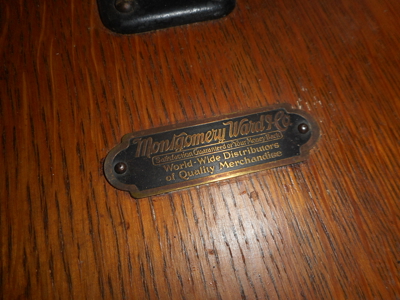 Montgomery Ward & Co.
Satisfaction Guaranteed or Your Money Back
World-Wide Distributors
of Quality Merchandise